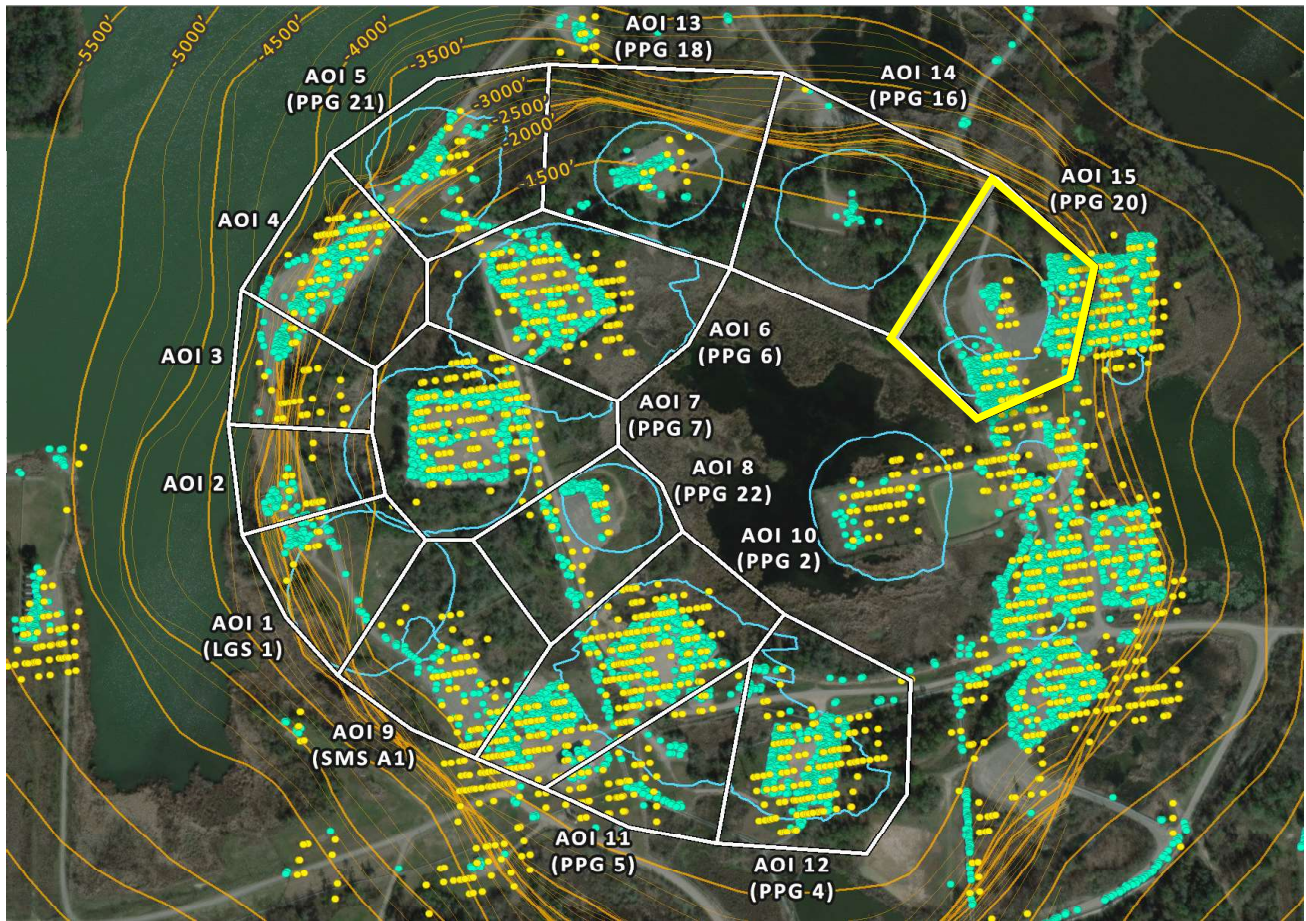 -5500'
-5000'
-4500'
-4000'
-3500'
-3000'
-2500'
-2000'
-1500'
AOI 13
(PPG 18)
AOI 5
(PPG 21)
AOI 14
(PPG 16)
AOI 15
(PPG 20)
AOI 4
AOI 3
AOI 6
(PPG 6)
AOI 7
(PPG 7)
AOI 2
AOI 8
(PPG 22)
AOI 10
(PPG 2)
AOI 1
(LGS 1)
AOI 9
(SMS A1)
AOI 11
(PPG 5)
AOI 12
(PPG 4)